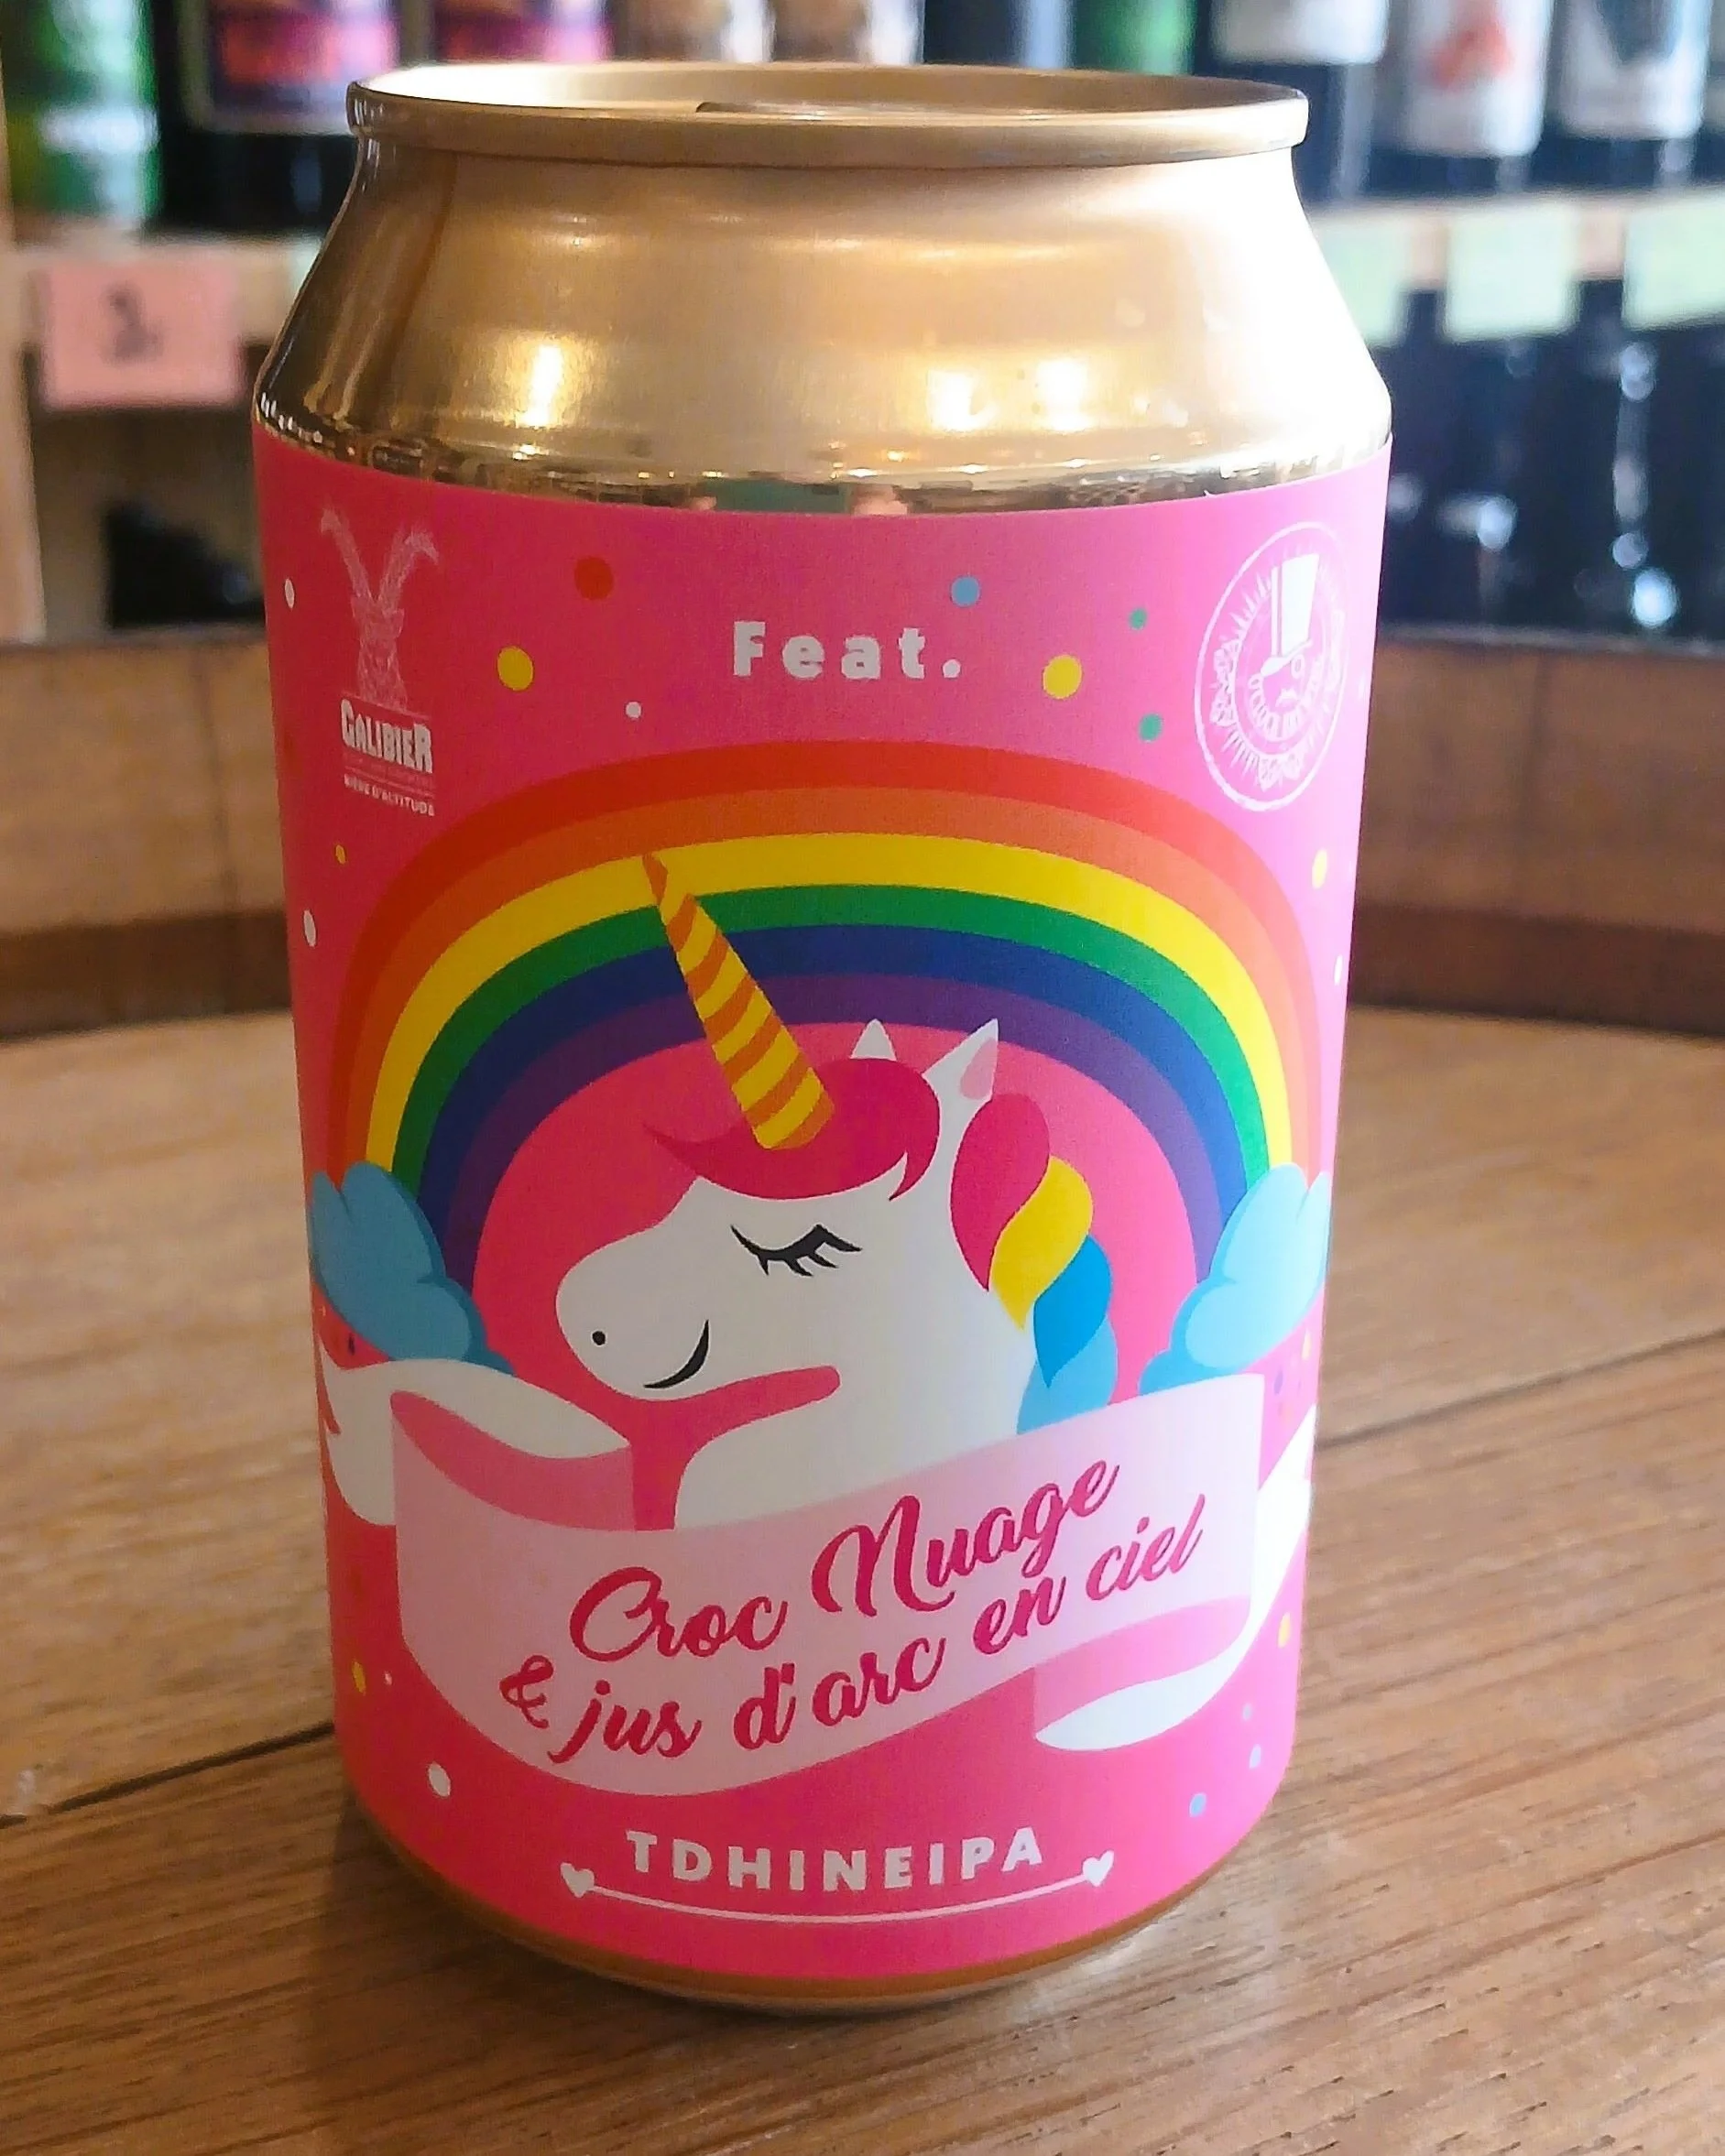 Feat.
GALIBIER
BIÈRE D'ALTITUDE
Croc Nuage
& jus d'arc en ciel
TDHINEIPA